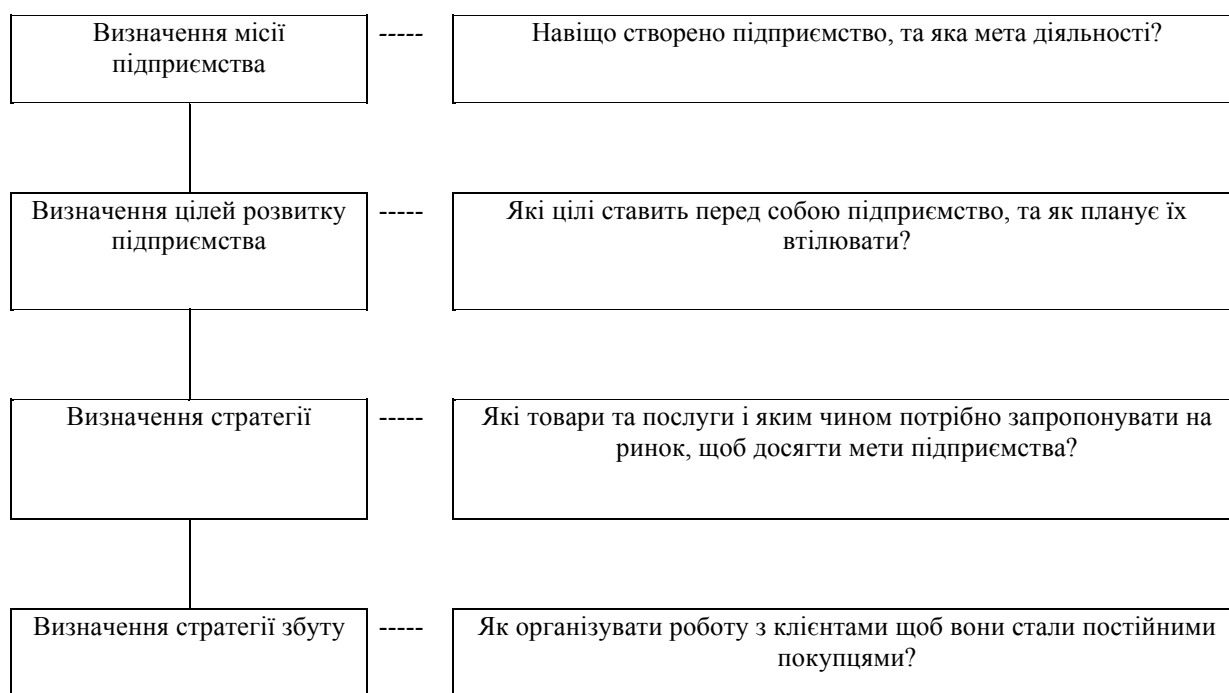 Визначення місії
підприємства
-----
Навіщо створено підприємство, та яка мета діяльності?
Визначення цілей розвитку
підприємства
-----
Які цілі ставить перед собою підприємство, та як планує їх
втілювати?
Визначення стратегії
-----
Які товари та послуги і яким чином потрібно запропонувати на
ринок, щоб досягти мети підприємства?
Визначення стратегії збуту
-----
Як організувати роботу з клієнтами щоб вони стали постійними
покупцями?